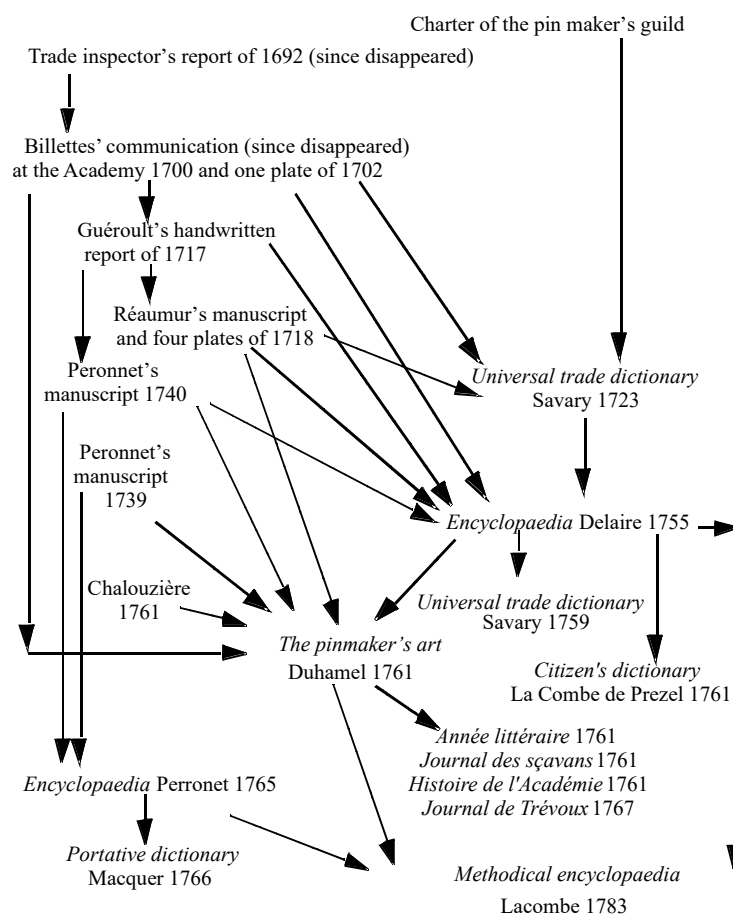 Charter of the pin maker’s guild
Trade inspector’s report of 1692 (since disappeared)
Billettes’ communication (since disappeared)
at the Academy 1700 and one plate of 1702
Guéroult’s handwritten
report of 1717
Réaumur’s manuscript
and four plates of 1718
Peronnet’s
manuscript 1740
Universal trade dictionary
Savary 1723
Peronnet’s
manuscript
1739
Encyclopaedia Delaire 1755
Chalouzière
1761
Universal trade dictionary
Savary 1759
The pinmaker’s art
Duhamel 1761
Citizen's dictionary
La Combe de Prezel 1761
Année littéraire 1761
Journal des sçavans 1761
Histoire de l'Académie 1761
Journal de Trévoux 1767
Encyclopaedia Perronet 1765
Portative dictionary
Macquer 1766
Methodical encyclopaedia
Lacombe 1783